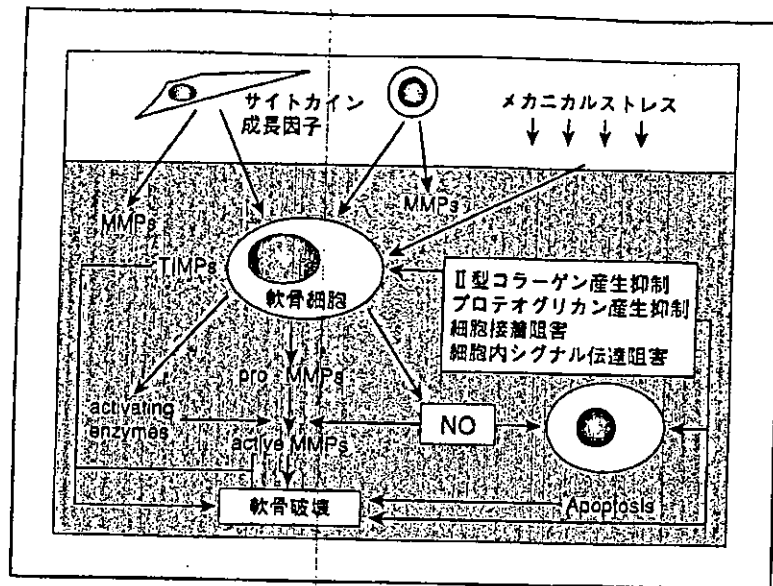 サイトカイン
成長因子
メカニカルストレス
MMPs
MMPs
TIMPs
軟骨細胞
II型コラーゲン産生抑制
プロテオグリカン産生抑制
細胞接着阻害
細胞内シグナル伝達阻害
pro MMPs
activating
enzymes
active MMPs
NO
軟骨破壊
Apoptosis